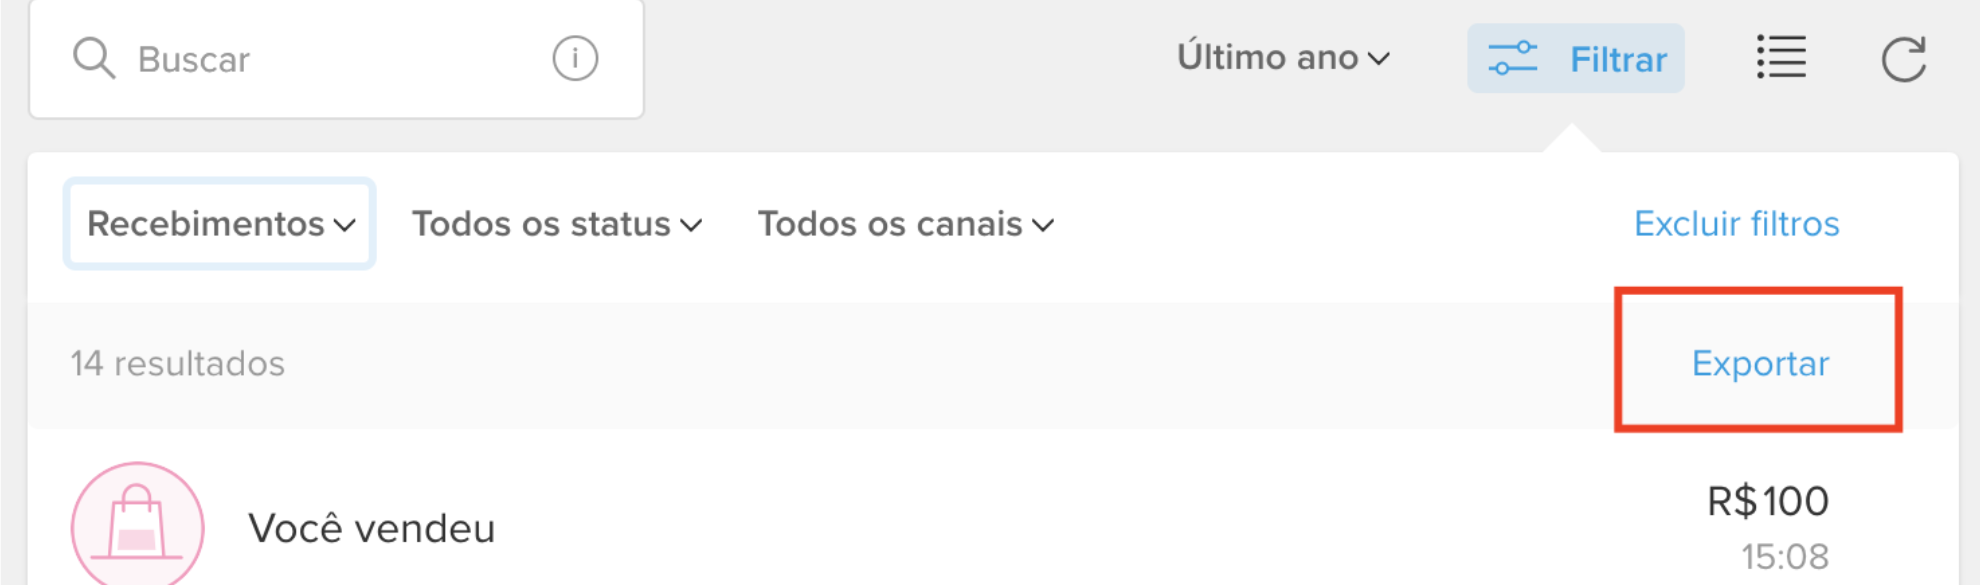 Buscar
Último ano
Filtrar
Recebimentos
Todos os status
Todos os canais
Excluir filtros
14 resultados
Exportar
Você vendeu
R$100
15:08